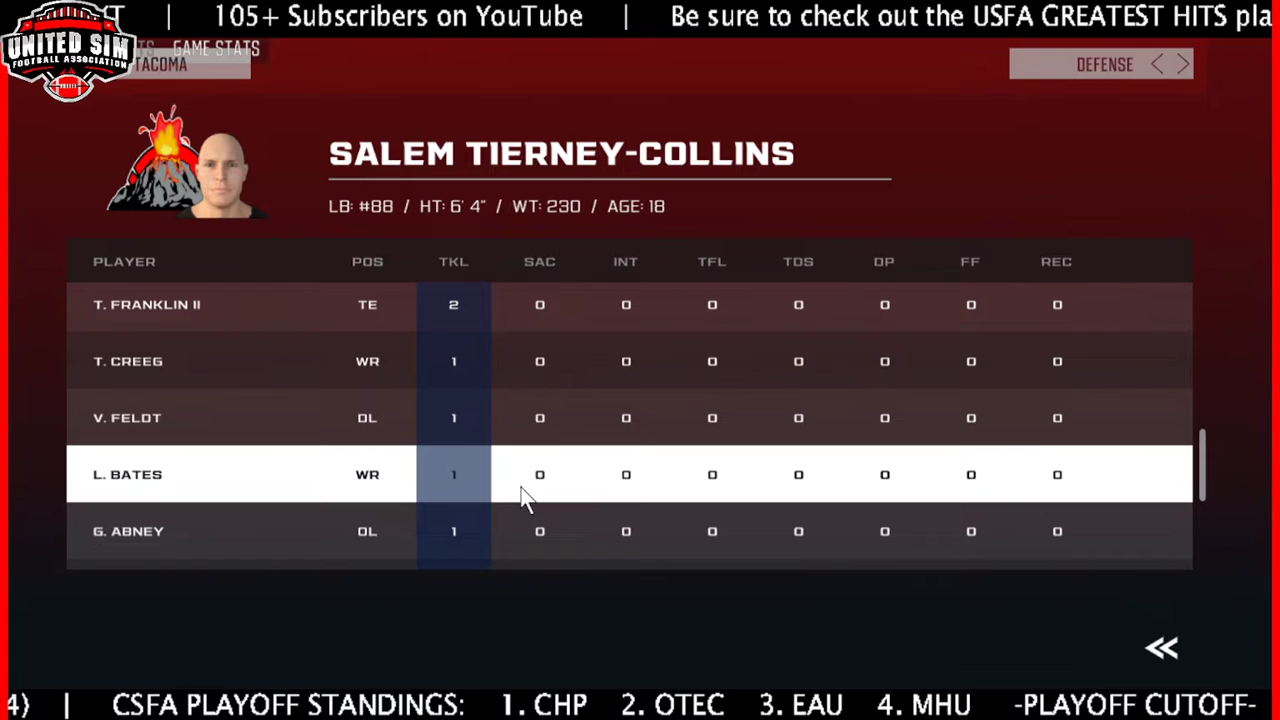 T | 105+ Subscribers on YouTube | Be sure to check out the USFA GREATEST HITS pla
UNITED SIM
FOOTBALL ASSOCIATION
TS GAME STATS
TACOMA
DEFENSE < >
SALEM TIERNEY-COLLINS
LB: #88 / HT: 6' 4" / WT: 230 / AGE: 18
PLAYER POS TKL SAC INT TFL TDS DP FF REC
T. FRANKLIN II TE 2 0 0 0 0 0 0 0
T. CREEG WR 1 0 0 0 0 0 0 0
V. FELDT DL 1 0 0 0 0 0 0 0
L. BATES WR 1 0 0 0 0 0 0 0
G. ABNEY OL 1 0 0 0 0 0 0 0
4) | CSFA PLAYOFF STANDINGS: 1. CHP 2. OTEC 3. EAU 4. MHU -PLAYOFF CUTOFF-